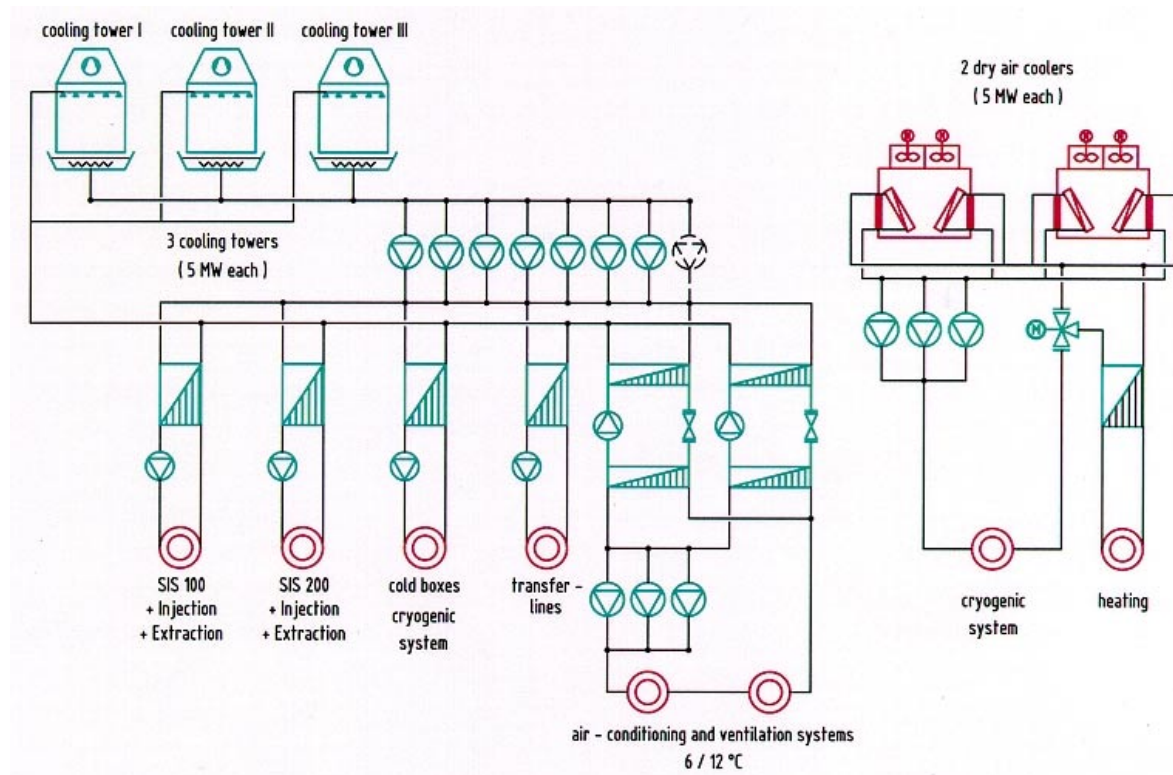 cooling tower I
cooling tower II
cooling tower III
2 dry air coolers
( 5 MW each )
3 cooling towers
( 5 MW each )
M
SIS 100
+ Injection
+ Extraction
SIS 200
+ Injection
+ Extraction
cold boxes
cryogenic
system
transfer -
lines
cryogenic
system
heating
air - conditioning and ventilation systems
6 / 12 °C